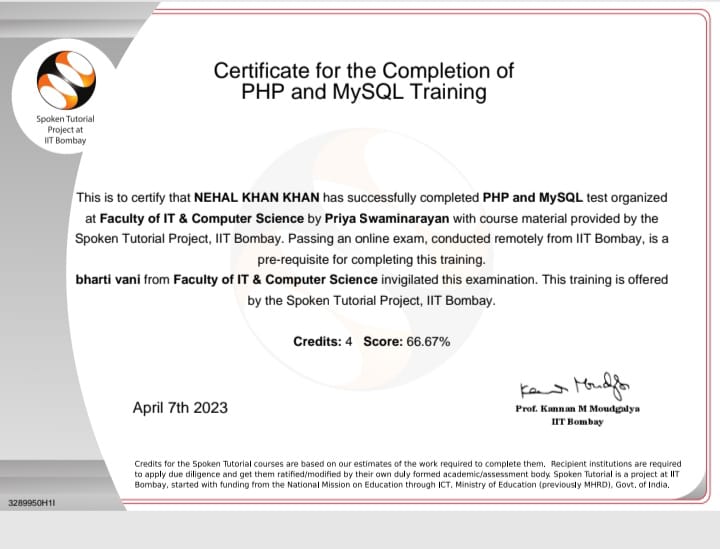 Certificate for the Completion of
PHP and MySQL Training
Spoken Tutorial
Project at
IIT Bombay
This is to certify that NEHAL KHAN KHAN has successfully completed PHP and MySQL test organized
at Faculty of IT & Computer Science by Priya Swaminarayan with course material provided by the
Spoken Tutorial Project, IIT Bombay. Passing an online exam, conducted remotely from IIT Bombay, is a
pre-requisite for completing this training.
bharti vani from Faculty of IT & Computer Science invigilated this examination. This training is offered
by the Spoken Tutorial Project, IIT Bombay.
Credits: 4 Score: 66.67%
April 7th 2023
Prof. Kannan M Moudgalya
IIT Bombay
Credits for the Spoken Tutorial courses are based on our estimates of the work required to complete them. Recipient institutions are required
to apply due diligence and get them ratified/modified by their own duly formed academic/assessment body. Spoken Tutorial is a project at IIT
Bombay, started with funding from the National Mission on Education through ICT, Ministry of Education (previously MHRD), Govt. of India.
3289950H1I